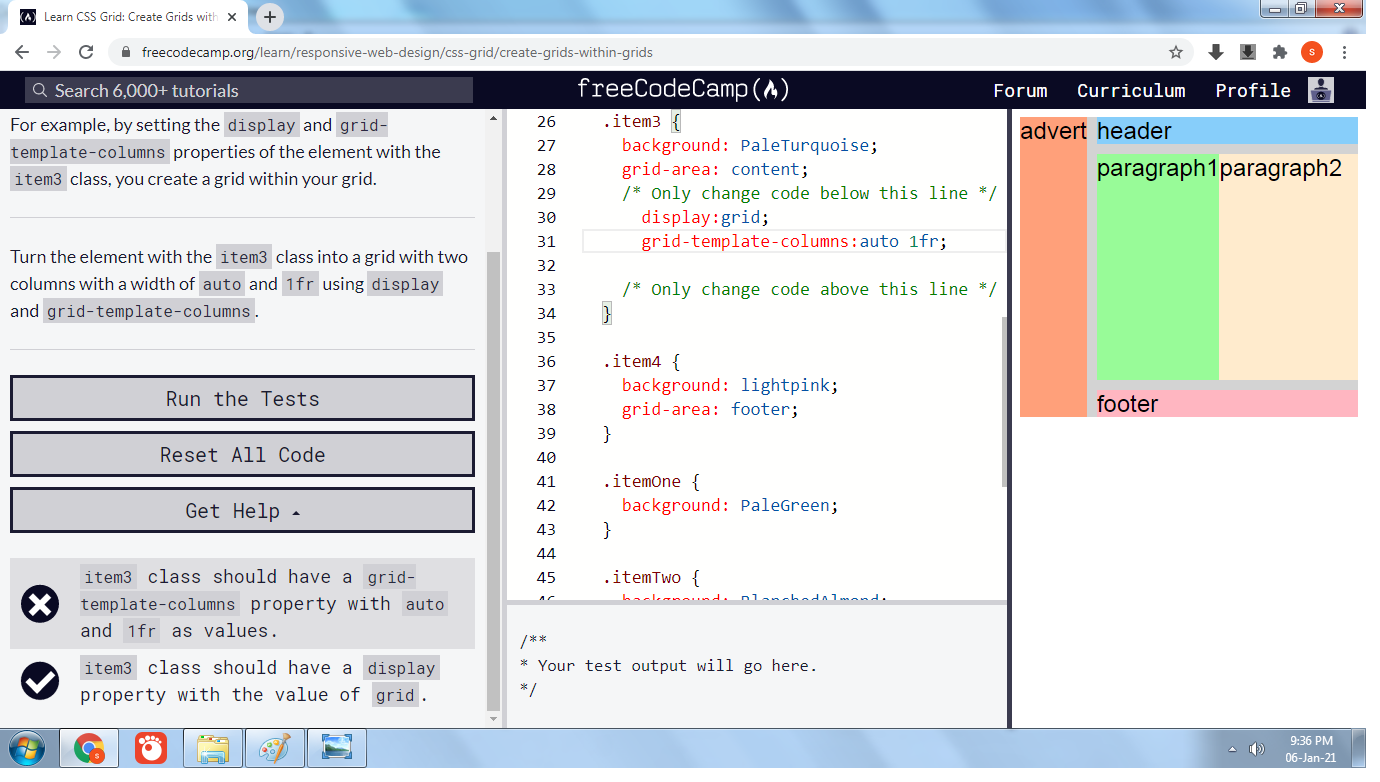 Learn CSS Grid: Create Grids with
freecodecamp.org/learn/responsive-web-design/css-grid/create-grids-within-grids
S
Search 6,000+ tutorials
freeCodeCamp
Forum
Curriculum
Profile
For example, by setting the display and grid-
template-columns properties of the element with the
item3 class, you create a grid within your grid.
Turn the element with the item3 class into a grid with two
columns with a width of auto and 1fr using display
and grid-template-columns.
Run the Tests
Reset All Code
Get Help
item3 class should have a grid-
template-columns property with auto
and 1fr as values.
item3 class should have a display
property with the value of grid.
26 .item3 {
27 background: PaleTurquoise;
28 grid-area: content;
29 /* Only change code below this line */
30 display:grid;
31 grid-template-columns:auto 1fr;
32
33 /* Only change code above this line */
34 }
35
36 .item4 {
37 background: lightpink;
38 grid-area: footer;
39 }
40
41 .itemOne {
42 background: PaleGreen;
43 }
44
45 .itemTwo {
46 background: BlanchedAlmond;
/**
* Your test output will go here.
*/
advert
header
paragraph1paragraph2
footer
9:36 PM
06-Jan-21